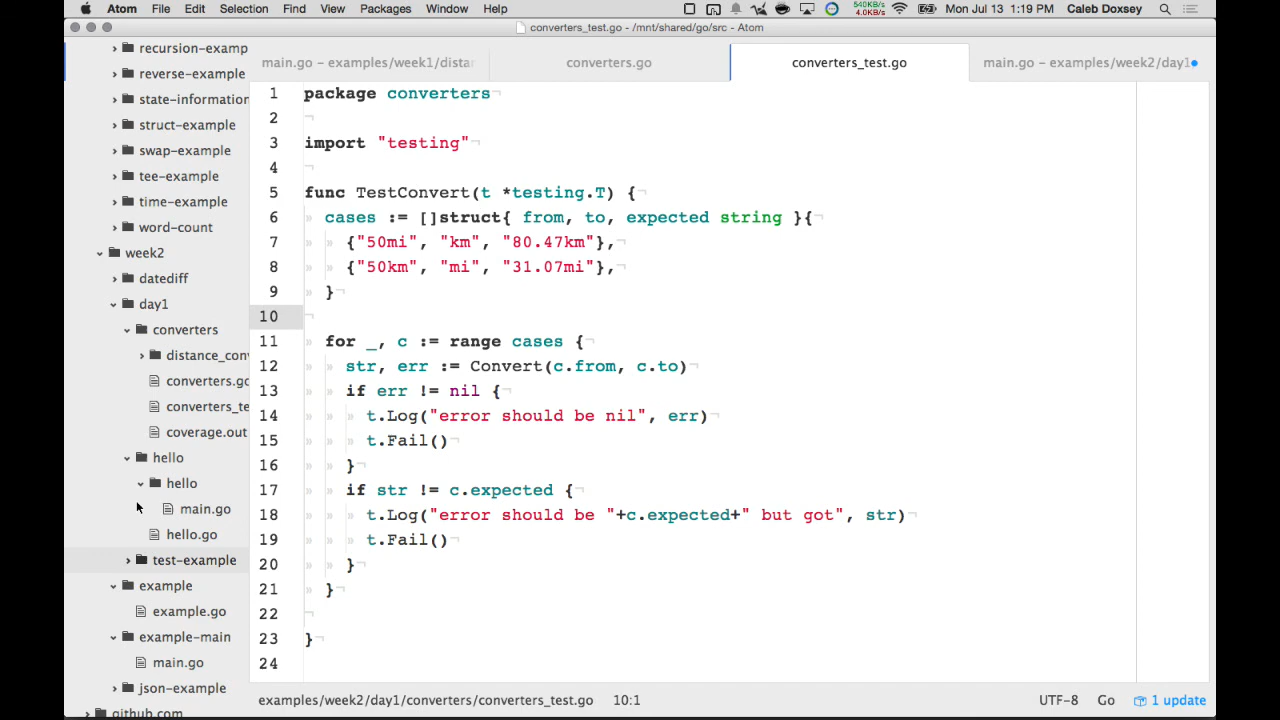 Atom File Edit Selection Find View Packages Window Help 540KB/s 4.0KB/s Mon Jul 13 1:19 PM Caleb Doxsey
converters_test.go - /mnt/shared/go/src - Atom
main.go – examples/week1/distan converters.go converters_test.go main.go – examples/week2/day1
recursion-examp
reverse-example
state-information
struct-example
swap-example
tee-example
time-example
word-count
week2
datediff
day1
converters
distance_conv
converters.go
converters_te
coverage.out
hello
hello
main.go
hello.go
test-example
example
example.go
example-main
main.go
json-example
github.com
1 package converters
2
3 import "testing"
4
5 func TestConvert(t *testing.T) {
6 cases := []struct{ from, to, expected string }{
7 {"50mi", "km", "80.47km"},
8 {"50km", "mi", "31.07mi"},
9 }
10
11 for _, c := range cases {
12 str, err := Convert(c.from, c.to)
13 if err != nil {
14 t.Log("error should be nil", err)
15 t.Fail()
16 }
17 if str != c.expected {
18 t.Log("error should be "+c.expected+" but got", str)
19 t.Fail()
20 }
21 }
22
23 }
24
examples/week2/day1/converters/converters_test.go 10:1 UTF-8 Go 1 update